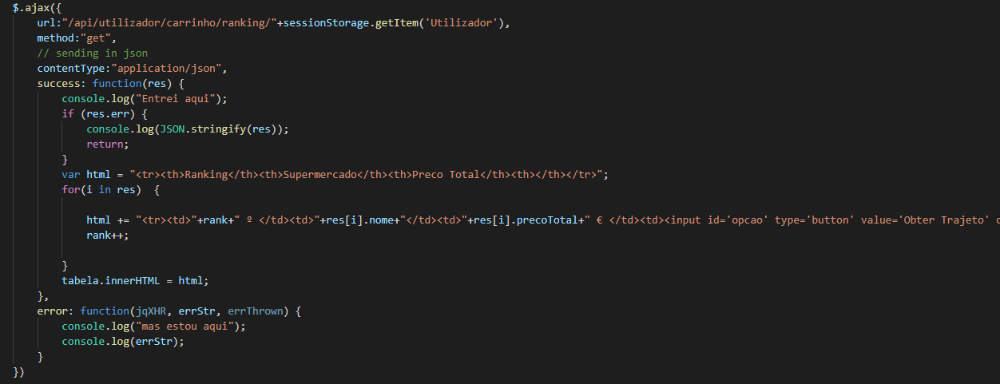 $.ajax({
url:"/api/utilizador/carrinho/ranking/"+sessionStorage.getItem('Utilizador'),
method:"get",
// sending in json
contentType:"application/json",
success: function(res) {
console.log("Entrei aqui");
if (res.err) {
console.log(JSON.stringify(res));
return;
}
var html = "<tr><th>Ranking</th><th>Supermercado</th><th>Preco Total</th><th></th></tr>";
for(i in res)  {
html += "<tr><td>"+rank+" º </td><td>"+res[i].nome+"</td><td>"+res[i].precoTotal+" € </td><td><input id='opcao' type='button' value='Obter Trajeto'
rank++;
}
tabela.innerHTML = html;
},
error: function(jqXHR, errStr, errThrown) {
console.log("mas estou aqui");
console.log(errStr);
}
})